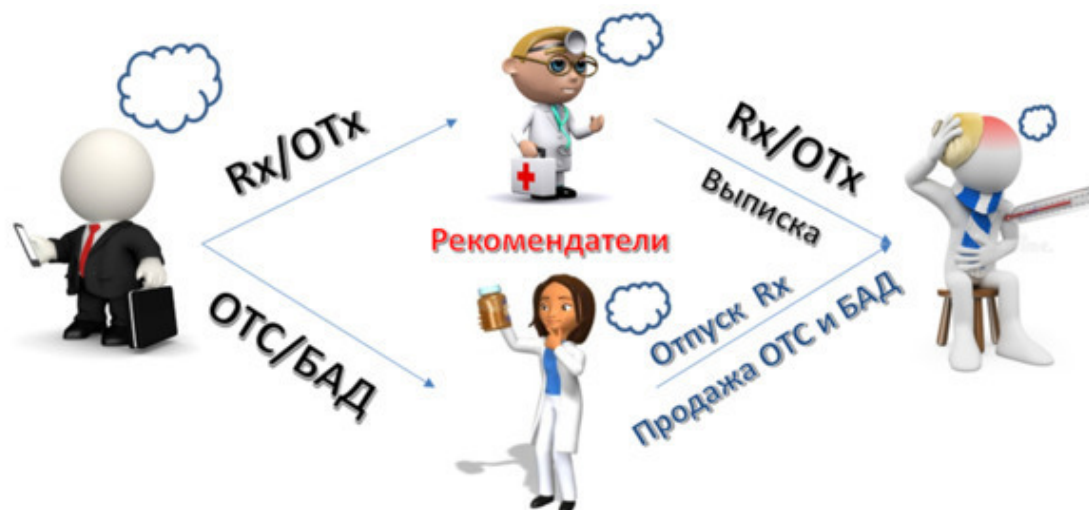 Rx/OTx
Rx/OTx
Выписка
Рекомендатели
ОТС/БАД
Отпуск Rx
Продажа ОТС и БАД